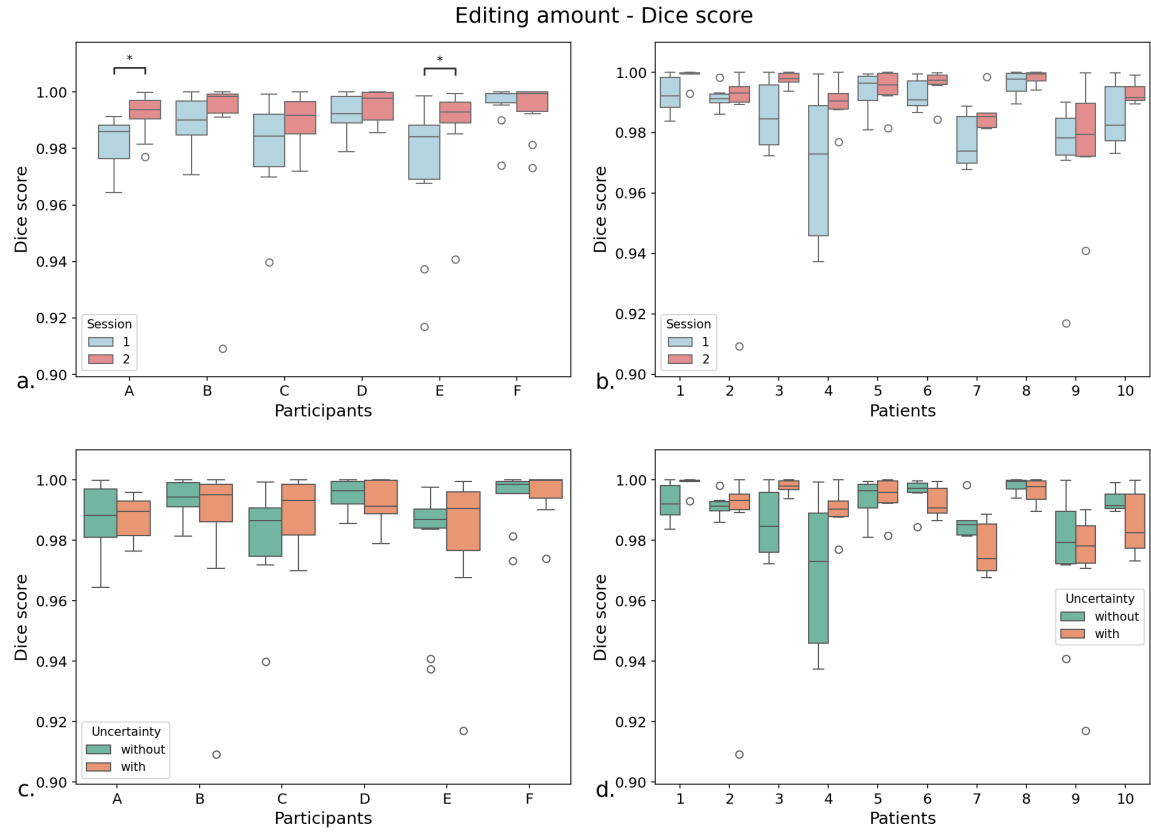 Editing amount - Dice score
* *
1.00
0.98
0.96
0.94
0.92
0.90
Dice score
Session
1
2
A B C D E F
Participants
a.
1.00
0.98
0.96
0.94
0.92
0.90
Dice score
Session
1
2
1 2 3 4 5 6 7 8 9 10
Patients
b.
1.00
0.98
0.96
0.94
0.92
0.90
Dice score
Uncertainty
without
with
A B C D E F
Participants
c.
1.00
0.98
0.96
0.94
0.92
0.90
Dice score
Uncertainty
without
with
1 2 3 4 5 6 7 8 9 10
Patients
d.